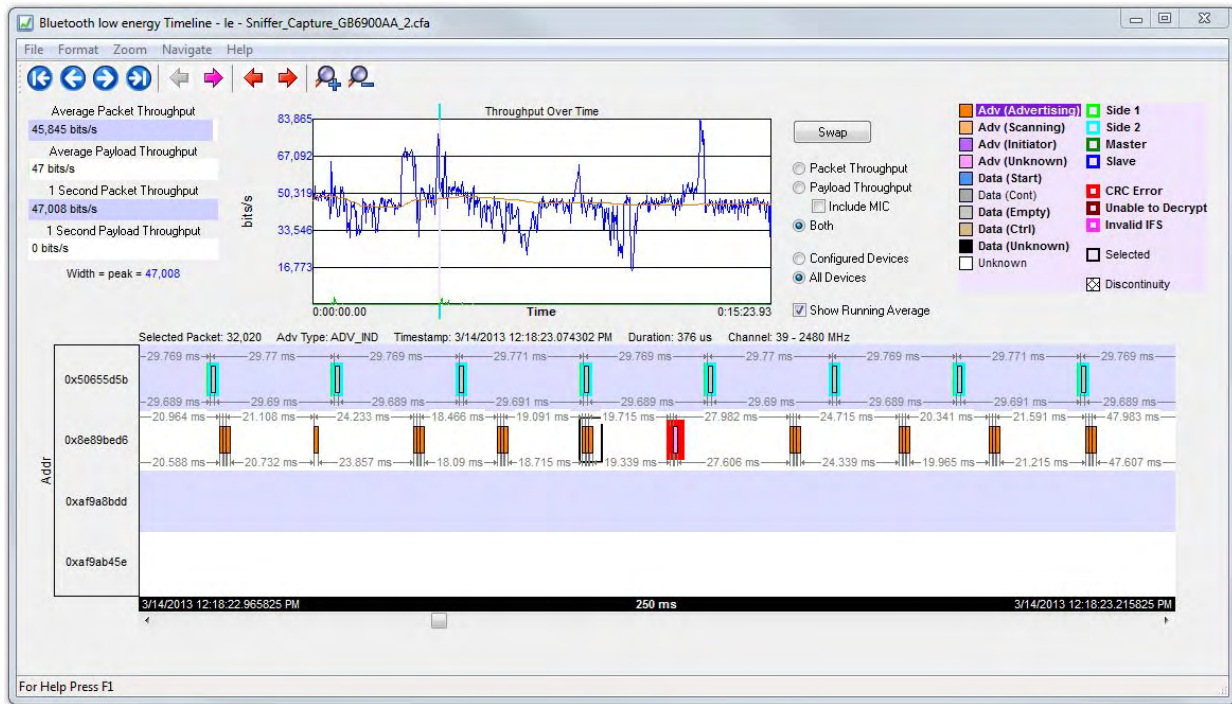 Bluetooth low energy Timeline - le - Sniffer_Capture_GB6900AA_2.cfa
File Format Zoom Navigate Help
Average Packet Throughput
45,845 bits/s
Average Payload Throughput
47 bits/s
1 Second Packet Throughput
47,008 bits/s
1 Second Payload Throughput
0 bits/s
Width = peak = 47,008
Throughput Over Time
83,865
67,092
50,319
33,546
16,773
bits/s
0:00:00.00 Time 0:15:23.93
Swap
Packet Throughput
Payload Throughput
Include MIC
Both
Configured Devices
All Devices
Show Running Average
Adv (Advertising)
Adv (Scanning)
Adv (Initiator)
Adv (Unknown)
Data (Start)
Data (Cont)
Data (Empty)
Data (Ctrl)
Data (Unknown)
Unknown
Side 1
Side 2
Master
Slave
CRC Error
Unable to Decrypt
Invalid IFS
Selected
Discontinuity
Selected Packet: 32,020 Adv Type: ADV_IND Timestamp: 3/14/2013 12:18:23.074302 PM Duration: 376 us Channel: 39 - 2480 MHz
29.769 ms 29.77 ms 29.769 ms 29.771 ms 29.769 ms 29.77 ms 29.769 ms 29.771 ms 29.769 ms
0x50655d5b
29.689 ms 29.69 ms 29.689 ms 29.691 ms 29.689 ms 29.69 ms 29.689 ms 29.691 ms 29.689 ms
20.964 ms 21.108 ms 24.233 ms 18.466 ms 19.091 ms 19.715 ms 27.982 ms 24.715 ms 20.341 ms 21.591 ms 47.983 ms
0x8e89bed6
20.588 ms 20.732 ms 23.857 ms 18.09 ms 18.715 ms 19.339 ms 27.606 ms 24.339 ms 19.965 ms 21.215 ms 47.607 ms
Addr
0xaf9a8bdd
0xaf9ab45e
3/14/2013 12:18:22.965825 PM 250 ms 3/14/2013 12:18:23.215825 PM
For Help Press F1